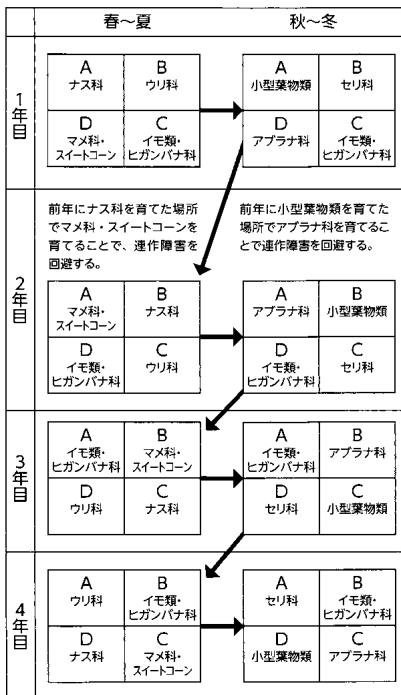 春～夏
秋～冬
1年目
A
ナス科
B
ウリ科
D
マメ科・
スイートコーン
C
イモ類・
ヒガンバナ科
A
小型葉物類
B
セリ科
D
アブラナ科
C
イモ類・
ヒガンバナ科
2年目
前年にナス科を育てた場所
でマメ科・スイートコーンを
育てることで、連作障害を
回避する。
前年に小型葉物類を育てた
場所でアブラナ科を育てるこ
とで連作障害を回避する。
A
マメ科・
スイートコーン
B
ナス科
D
イモ類・
ヒガンバナ科
C
ウリ科
A
アブラナ科
B
小型葉物類
D
イモ類・
ヒガンバナ科
C
セリ科
3年目
A
イモ類・
ヒガンバナ科
B
マメ科・
スイートコーン
D
ウリ科
C
ナス科
A
イモ類・
ヒガンバナ科
B
アブラナ科
D
セリ科
C
小型葉物類
4年目
A
ウリ科
B
イモ類・
ヒガンバナ科
D
ナス科
C
マメ科・
スイートコーン
A
セリ科
B
イモ類・
ヒガンバナ科
D
小型葉物類
C
アブラナ科